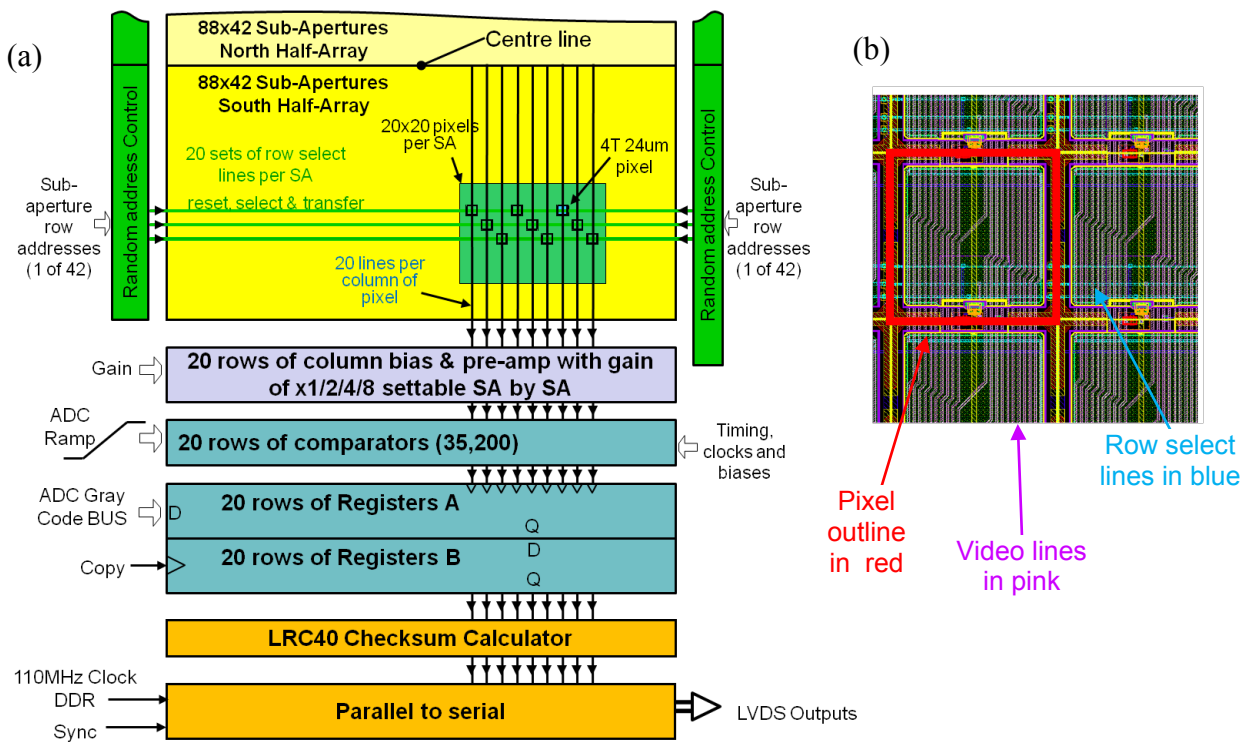 (a)
88x42 Sub-Apertures
North Half-Array
Centre line
88x42 Sub-Apertures
South Half-Array
20x20 pixels
per SA
4T 24um
pixel
20 sets of row select
lines per SA
reset, select & transfer
20 lines per
column of
pixel
Random address Control
Sub-
aperture
row
addresses
(1 of 42)
Random address Control
Sub-
aperture
row
addresses
(1 of 42)
Gain
20 rows of column bias & pre-amp with gain
of x1/2/4/8 settable SA by SA
ADC
Ramp
20 rows of comparators (35,200)
Timing,
clocks and
biases
ADC Gray
Code BUS
D
20 rows of Registers A
Q
Copy
20 rows of Registers B
D
Q
LRC40 Checksum Calculator
110MHz Clock
DDR
Sync
Parallel to serial
LVDS Outputs
(b)
Pixel
outline
in red
Video lines
in pink
Row select
lines in blue